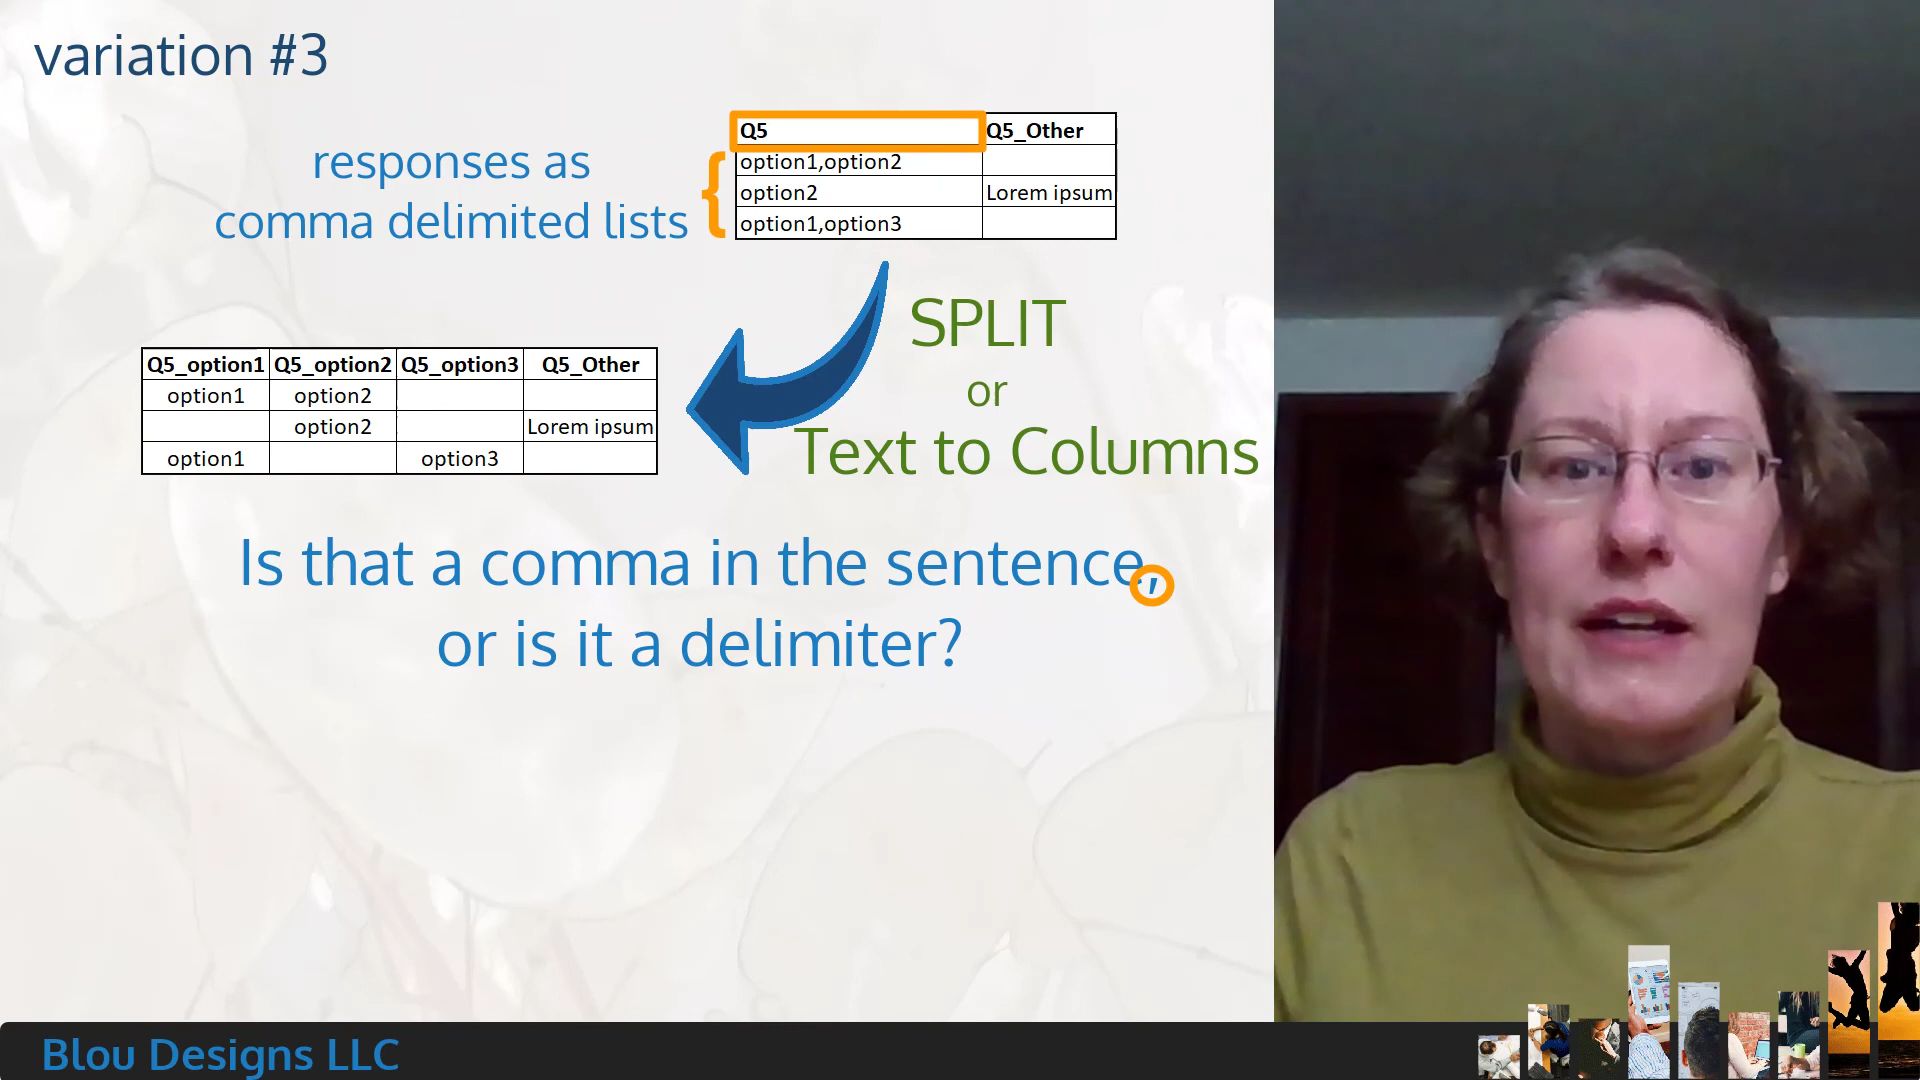 variation #3
responses as
comma delimited lists
{
Q5 Q5_Other
option1,option2
option2 Lorem ipsum
option1,option3
SPLIT
or
Text to Columns
Q5_option1 Q5_option2 Q5_option3 Q5_Other
option1 option2
option2 Lorem ipsum
option1 option3
Is that a comma in the sentence,
or is it a delimiter?
Blou Designs LLC